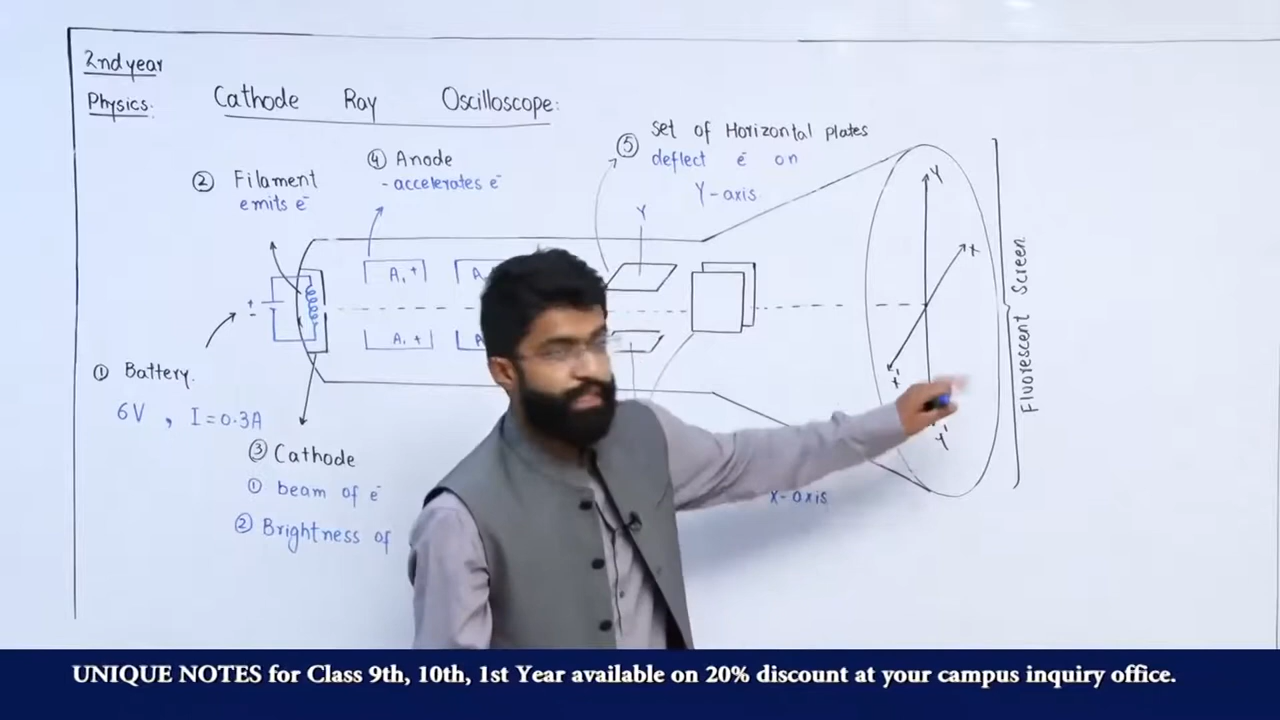 2nd year
Physics:
Cathode Ray Oscilloscope:
② Filament
emits e⁻
④ Anode
- accelerates e⁻
⑤ Set of Horizontal plates
deflect e⁻ on
Y-axis
Y
A₁ +
A
A₁ +
A
+
-
① Battery.
6V , I = 0.3A
③ Cathode
① beam of e⁻
② Brightness of
Y
X
X'
Y'
X-axis
Fluorescent Screen
UNIQUE NOTES for Class 9th, 10th, 1st Year available on 20% discount at your campus inquiry office.